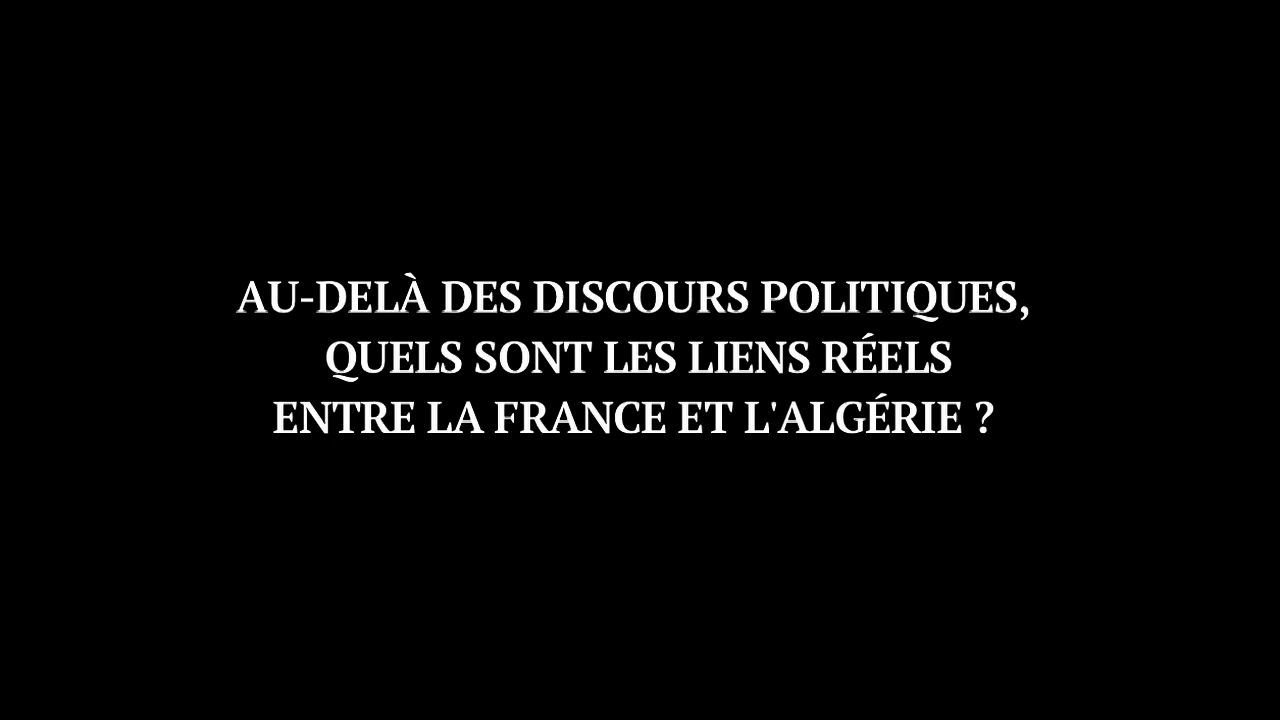 AU-DELÀ DES DISCOURS POLITIQUES,
QUELS SONT LES LIENS RÉELS
ENTRE LA FRANCE ET L'ALGÉRIE ?